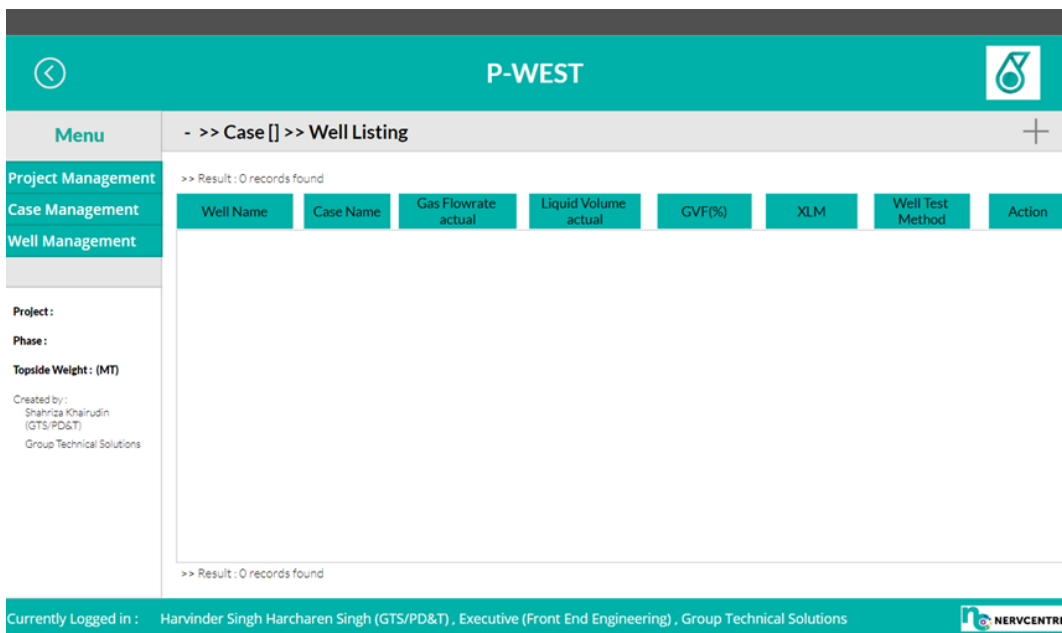 P-WEST
Menu
- >> Case [] >> Well Listing
Project Management
Case Management
Well Management
>> Result : 0 records found
Well Name
Case Name
Gas Flowrate
actual
Liquid Volume
actual
GVF(%)
XLM
Well Test
Method
Action
Project :
Phase :
Topside Weight : (MT)
Created by :
Shahriza Khairudin
(GTS/PD&T)
Group Technical Solutions
>> Result : 0 records found
Currently Logged in : Harvinder Singh Harcharen Singh (GTS/PD&T) , Executive (Front End Engineering) , Group Technical Solutions
nc NERVCENTR